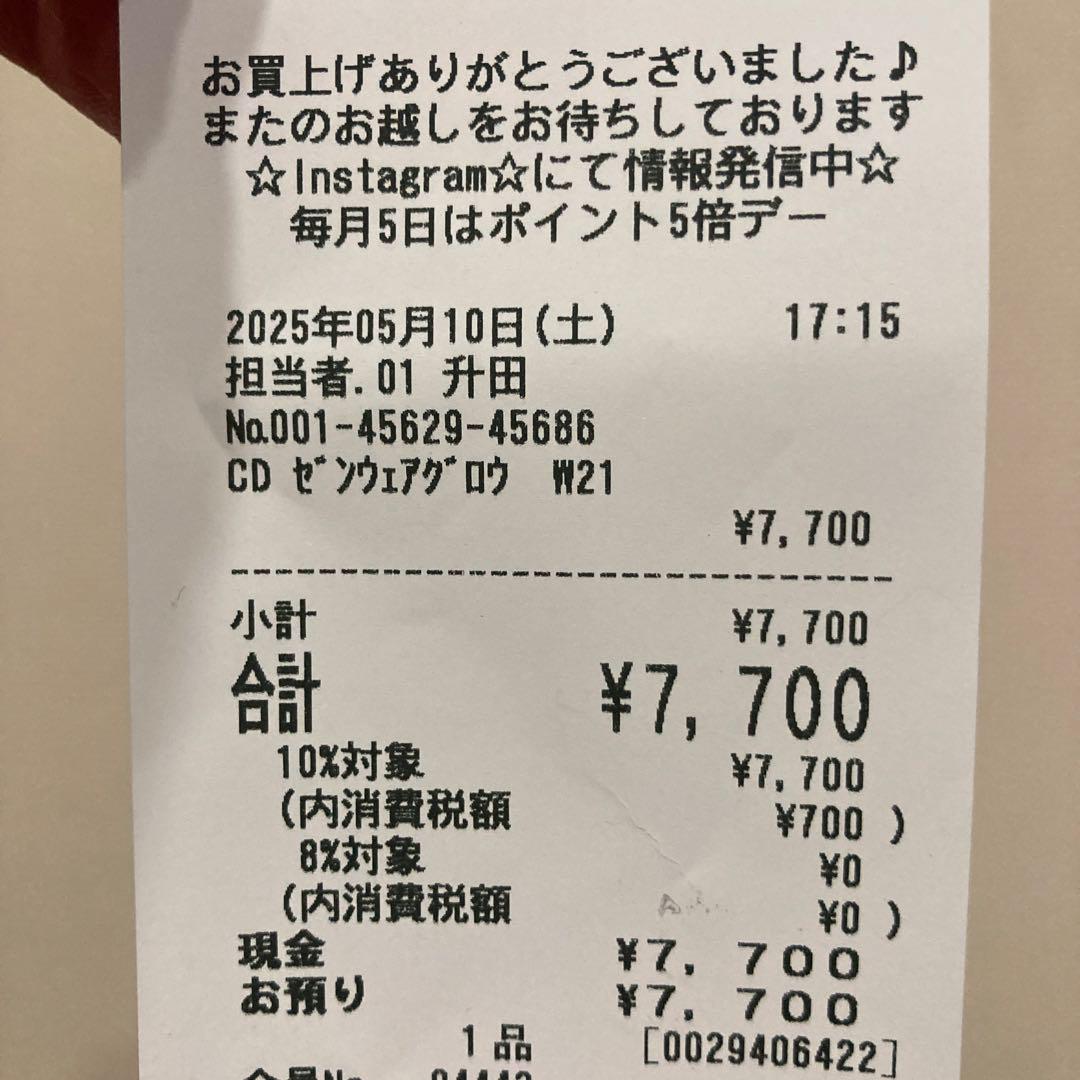 お買上げありがとうございました♪
またのお越しをお待ちしております
☆Instagram☆にて情報発信中☆
毎月5日はポイント5倍デー
2025年05月10日(土) 17:15
担当者.01 升田
No.001-45629-45686
CD ｾﾞﾝｳｪｱｸﾞﾛｳ W21
¥7,700
小計 ¥7,700
合計 ¥7,700
10%対象 ¥7,700
(内消費税額 ¥700 )
8%対象 ¥0
(内消費税額 ¥0 )
現金 ¥7,700
お預り ¥7,700
1品 [0029406422]